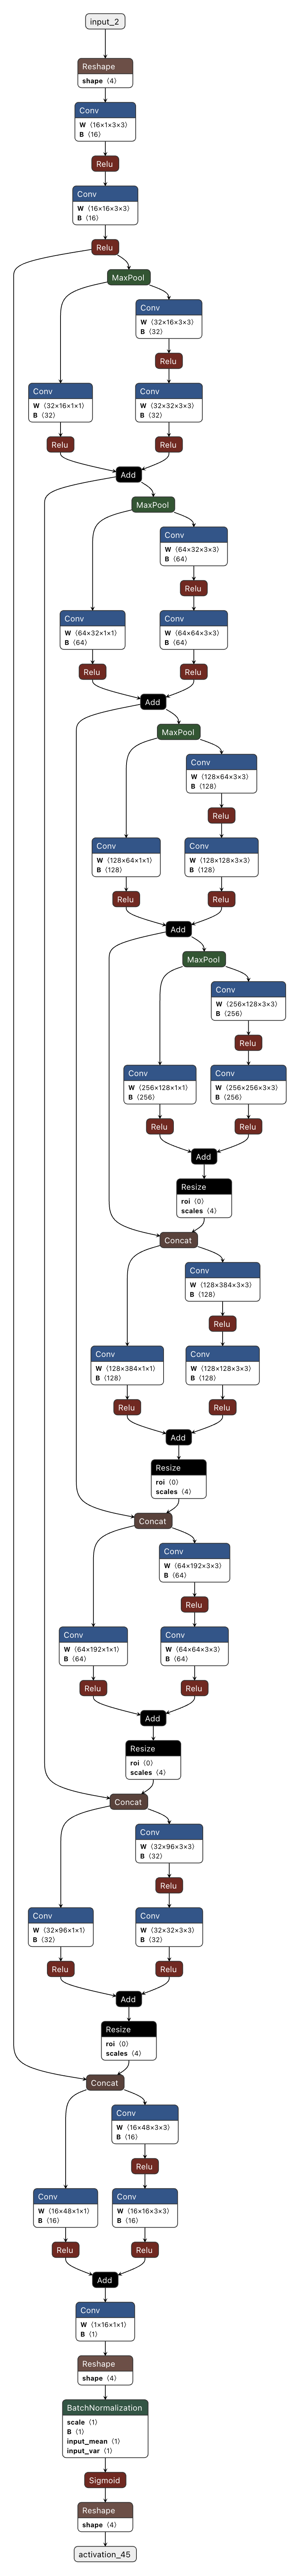 input_2
Reshape
shape ⟨4⟩
Conv
W ⟨16×1×3×3⟩
B ⟨16⟩
Relu
Conv
W ⟨16×16×3×3⟩
B ⟨16⟩
Relu
MaxPool
Conv
W ⟨32×16×3×3⟩
B ⟨32⟩
Relu
Conv
W ⟨32×16×1×1⟩
B ⟨32⟩
Conv
W ⟨32×32×3×3⟩
B ⟨32⟩
Relu
Relu
Add
MaxPool
Conv
W ⟨64×32×3×3⟩
B ⟨64⟩
Relu
Conv
W ⟨64×32×1×1⟩
B ⟨64⟩
Conv
W ⟨64×64×3×3⟩
B ⟨64⟩
Relu
Relu
Add
MaxPool
Conv
W ⟨128×64×3×3⟩
B ⟨128⟩
Relu
Conv
W ⟨128×64×1×1⟩
B ⟨128⟩
Conv
W ⟨128×128×3×3⟩
B ⟨128⟩
Relu
Relu
Add
MaxPool
Conv
W ⟨256×128×3×3⟩
B ⟨256⟩
Relu
Conv
W ⟨256×128×1×1⟩
B ⟨256⟩
Conv
W ⟨256×256×3×3⟩
B ⟨256⟩
Relu
Relu
Add
Resize
roi ⟨0⟩
scales ⟨4⟩
Concat
Conv
W ⟨128×384×3×3⟩
B ⟨128⟩
Relu
Conv
W ⟨128×384×1×1⟩
B ⟨128⟩
Conv
W ⟨128×128×3×3⟩
B ⟨128⟩
Relu
Relu
Add
Resize
roi ⟨0⟩
scales ⟨4⟩
Concat
Conv
W ⟨64×192×3×3⟩
B ⟨64⟩
Relu
Conv
W ⟨64×192×1×1⟩
B ⟨64⟩
Conv
W ⟨64×64×3×3⟩
B ⟨64⟩
Relu
Relu
Add
Resize
roi ⟨0⟩
scales ⟨4⟩
Concat
Conv
W ⟨32×96×3×3⟩
B ⟨32⟩
Relu
Conv
W ⟨32×96×1×1⟩
B ⟨32⟩
Conv
W ⟨32×32×3×3⟩
B ⟨32⟩
Relu
Relu
Add
Resize
roi ⟨0⟩
scales ⟨4⟩
Concat
Conv
W ⟨16×48×3×3⟩
B ⟨16⟩
Relu
Conv
W ⟨16×48×1×1⟩
B ⟨16⟩
Conv
W ⟨16×16×3×3⟩
B ⟨16⟩
Relu
Relu
Add
Conv
W ⟨1×16×1×1⟩
B ⟨1⟩
Reshape
shape ⟨4⟩
BatchNormalization
scale ⟨1⟩
B ⟨1⟩
input_mean ⟨1⟩
input_var ⟨1⟩
Sigmoid
Reshape
shape ⟨4⟩
activation_45